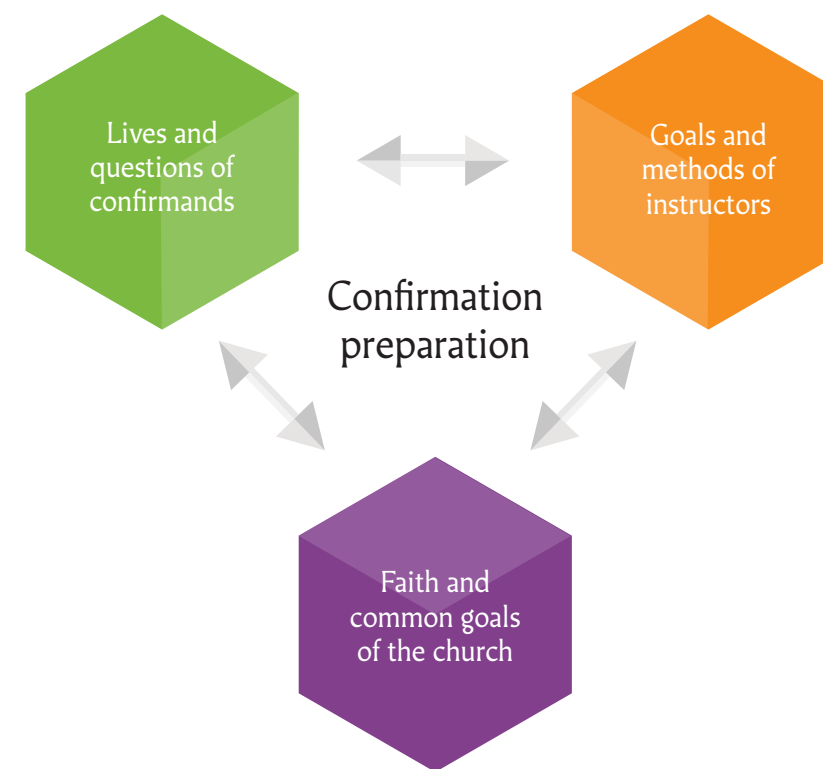 Lives and
questions of
confirmands
Goals and
methods of
instructors
Confirmation
preparation
Faith and
common goals
of the church